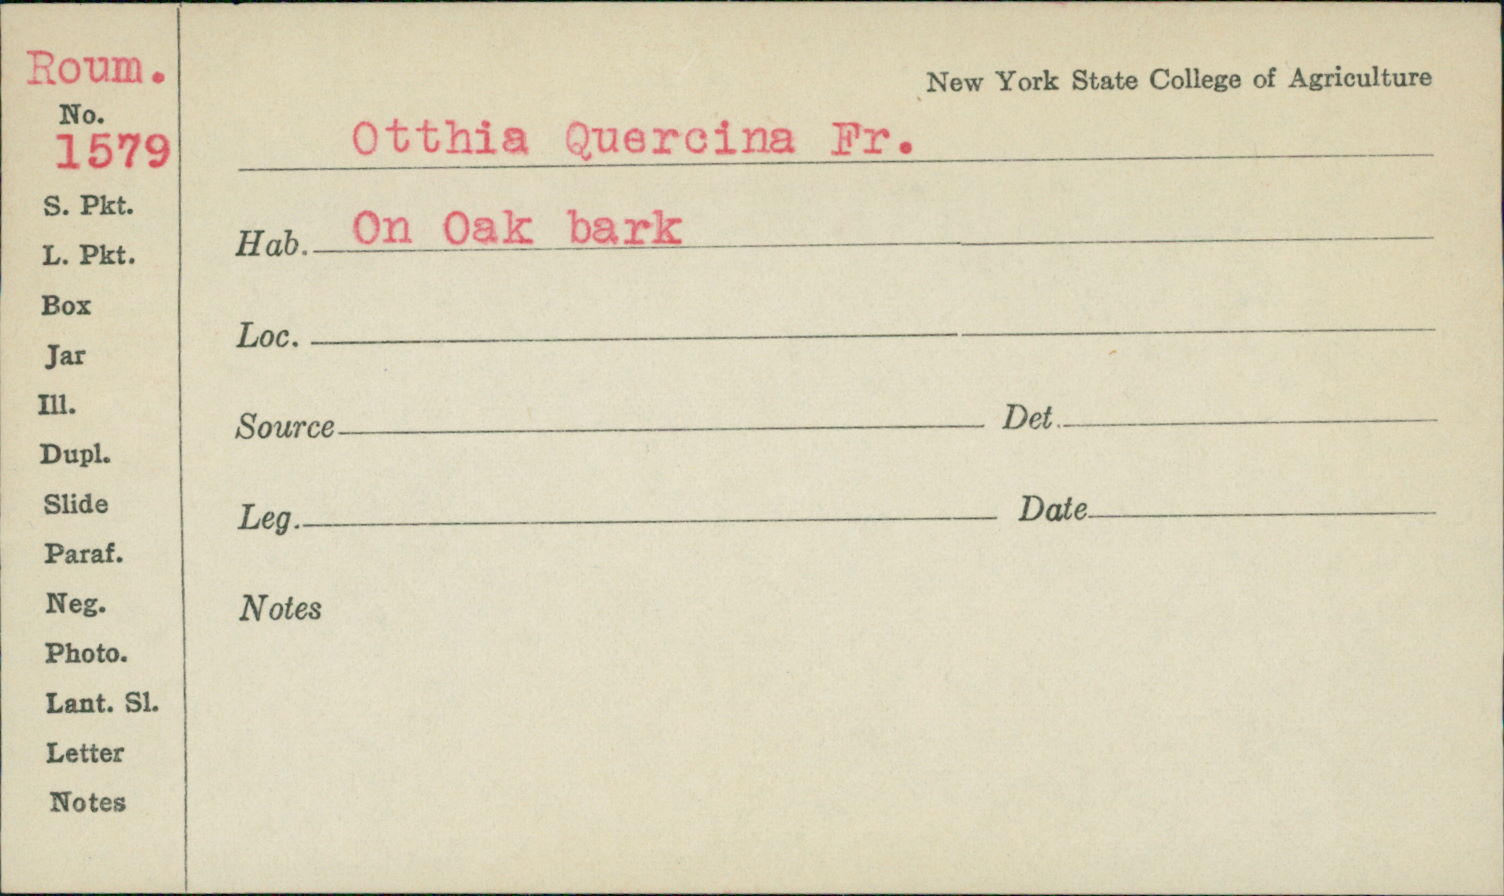 Roum.
No.
1579
S. Pkt.
L. Pkt.
Box
Jar
Ill.
Dupl.
Slide
Paraf.
Neg.
Photo.
Lant. Sl.
Letter
Notes
New York State College of Agriculture
Otthia Quercina Fr.
Hab. On Oak bark
Loc.
Source Det.
Leg. Date
Notes